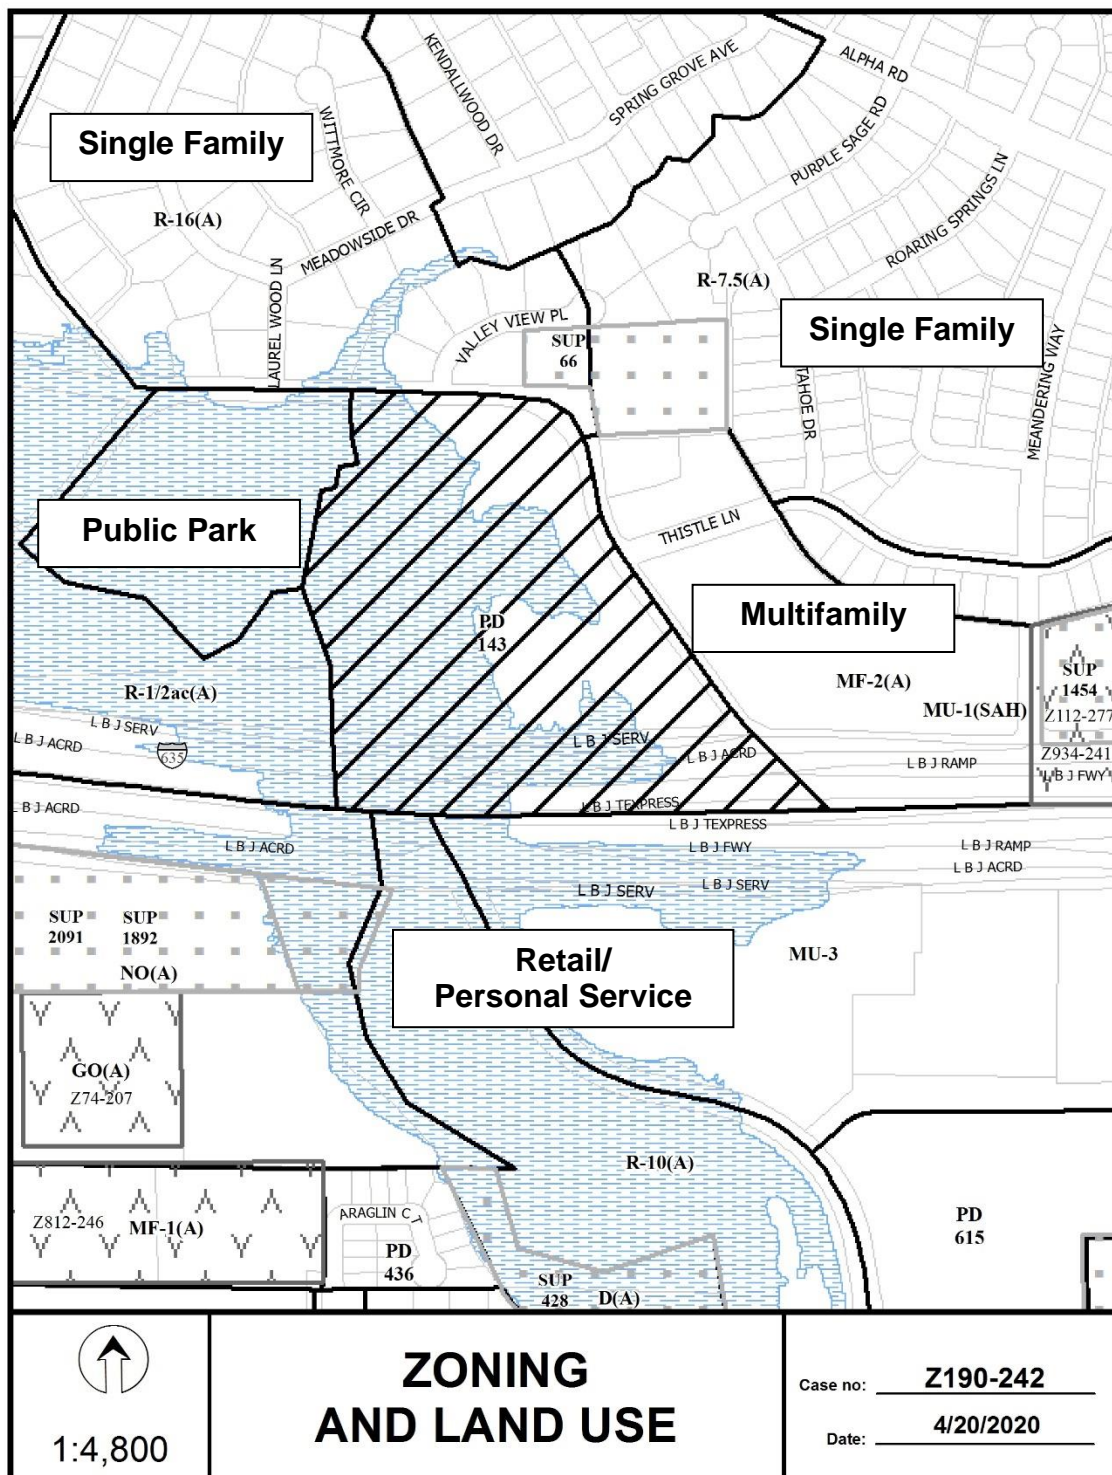 KENDALLWOOD DR
SPRING GROVE AVE
ALPHA RD
Single Family
WITTMORE CIR
PURPLE SAGE RD
ROARING SPRINGS LN
R-16(A)
MEADOWSIDE DR
LAUREL WOOD LN
R-7.5(A)
VALLEY VIEW PL
SUP
66
Single Family
TAHOE DR
MEANDERING WAY
Public Park
THISTLE LN
PD
143
Multifamily
R-1/2ac(A)
MF-2(A)
MU-1(SAH)
SUP
1454
Z112-277
Z934-241
L B J FWY
L B J SERV
L B J ACRD
635
L B J SERV
L B J ACRD
L B J RAMP
L B J ACRD
L B J TEXPRESS
L B J TEXPRESS
L B J ACRD
L B J FWY
L B J RAMP
L B J ACRD
L B J SERV
L B J SERV
SUP
2091
SUP
1892
NO(A)
Retail/
Personal Service
MU-3
GO(A)
Z74-207
R-10(A)
Z812-246
MF-1(A)
ARAGLIN CT
PD
436
PD
615
SUP
428
D(A)
1:4,800
ZONING
AND LAND USE
Case no: Z190-242
Date: 4/20/2020